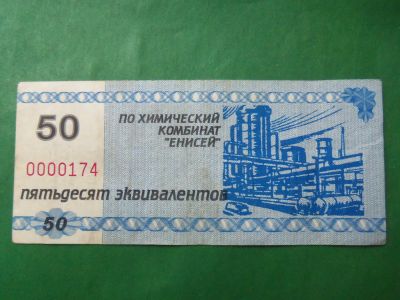 50
ПО ХИМИЧЕСКИЙ
КОМБИНАТ
"ЕНИСЕЙ"
0000174
пятьдесят эквивалентов
50